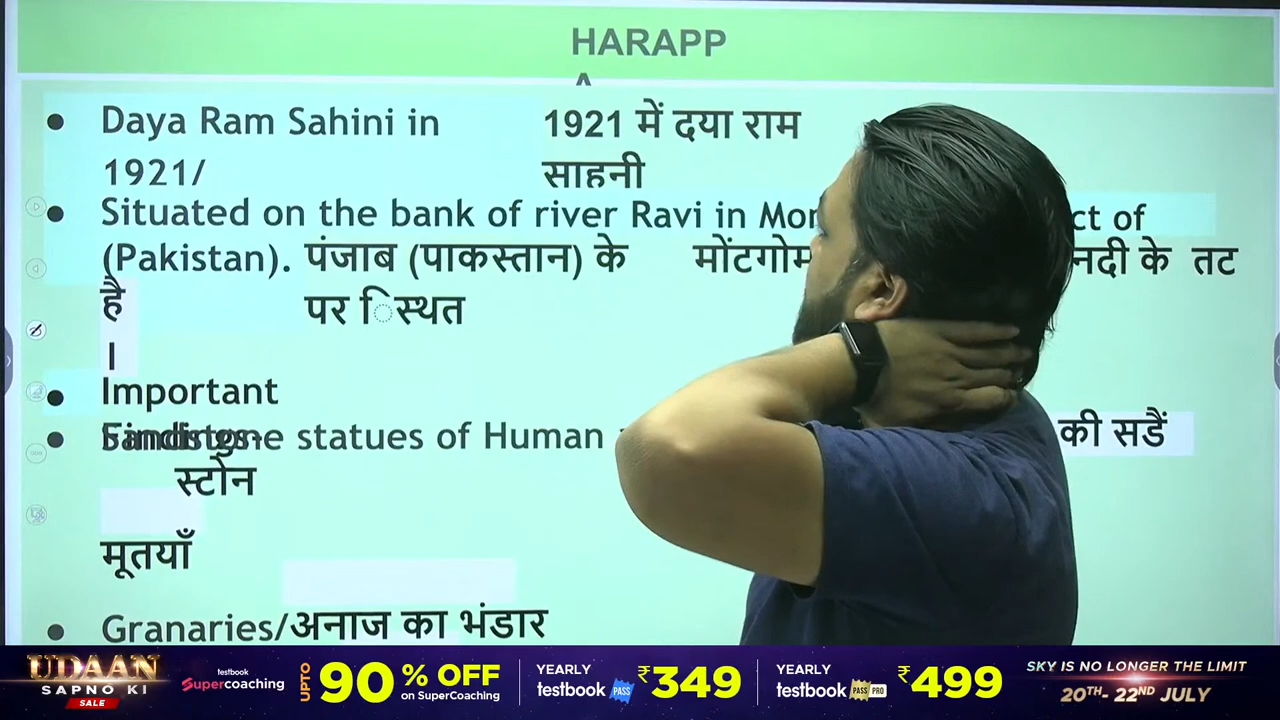 HARAPP
A
Daya Ram Sahini in 1921 में दया राम
1921/ साहनी
Situated on the bank of river Ravi in Mon ct of
(Pakistan). पंजाब (पाकस्तान) के मोंटगोम नदी के तट
है पर िस्थत
।
Important
Findings-
Sandstone statues of Human की सडैं
स्टोन
मूतयाँ
Granaries/अनाज का भंडार
UDAAN
SAPNO KI
SALE
testbook
Supercoaching
UPTO 90 % OFF
on SuperCoaching
YEARLY
testbook PASS
₹349
YEARLY
testbook PASS PRO
₹499
SKY IS NO LONGER THE LIMIT
20TH- 22ND JULY